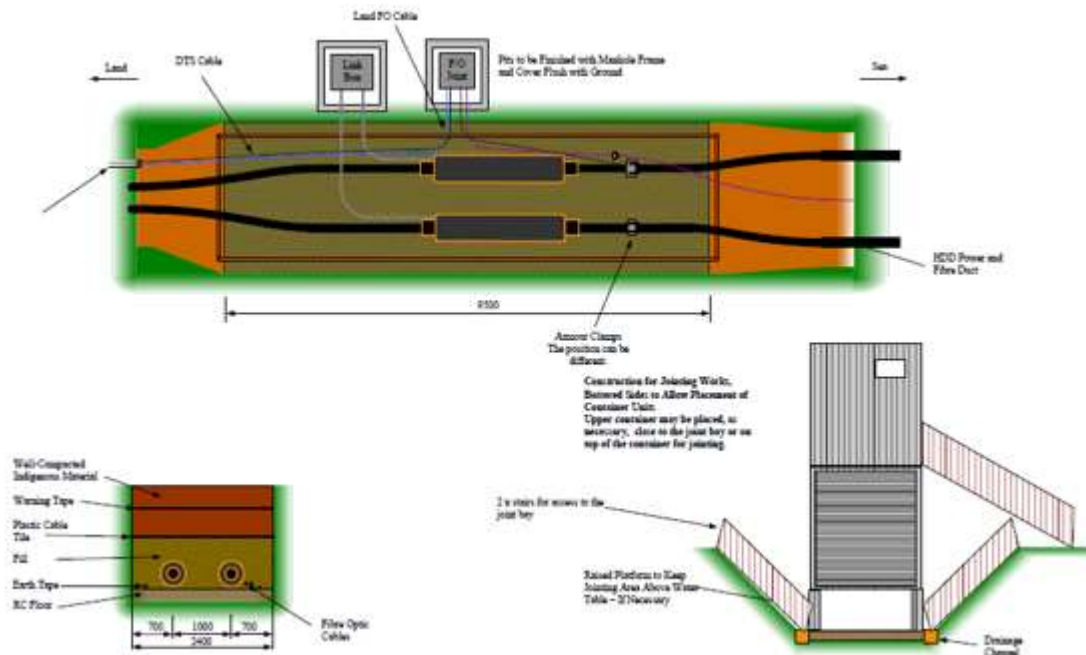 Land FO Cable
Land
DTS Cable
Link
Box
F/O
Joint
Pits to be Finished with Manhole Frame
and Cover Flush with Ground
Sea
HDD Power and
Fibre Duct
8500
Armour Clamps
The position can be
different.
Construction for Jointing Works,
Battered Sides to Allow Placement of
Container Unit.
Upper container may be placed, as
necessary, close to the joint boy or on
top of the container for jointing.
Well-Compacted
Indigenous Material
Warning Tape
Plastic Cable
Tile
Fill
Earth Tape
RC Floor
700
1000
700
2400
Fibre Optic
Cables
2 x stairs for access to the
joint bay
Raised Platform to Keep
Jointing Area Above Water
Table – If Necessary
Drainage
Channel